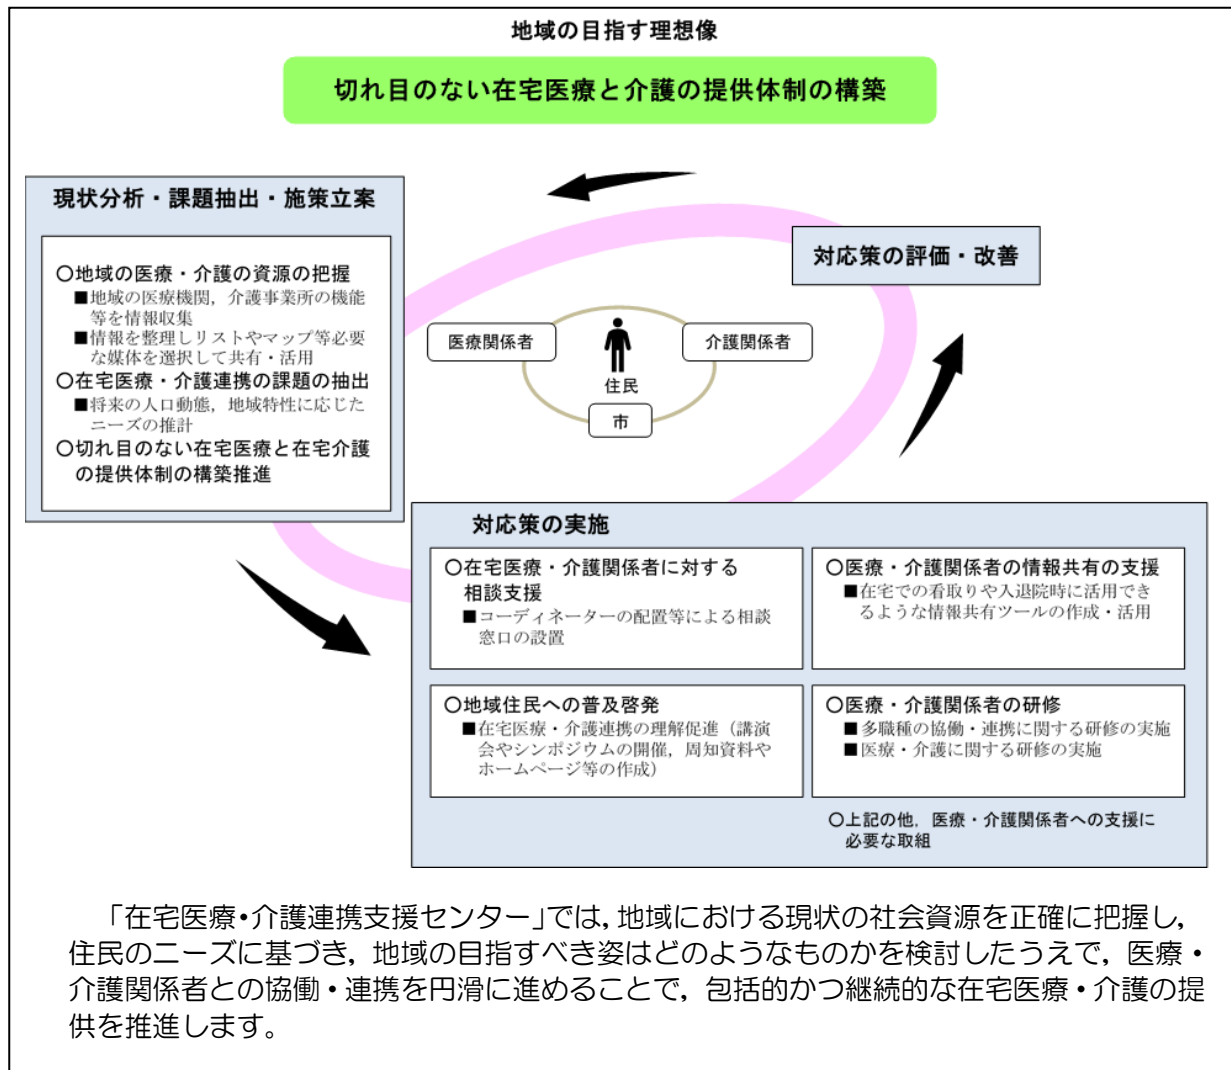 地域の目指す理想像
切れ目のない在宅医療と介護の提供体制の構築
現状分析・課題抽出・施策立案
〇地域の医療・介護の資源の把握
■地域の医療機関，介護事業所の機能
等を情報収集
■情報を整理しリストやマップ等必要
な媒体を選択して共有・活用
〇在宅医療・介護連携の課題の抽出
■将来の人口動態，地域特性に応じた
ニーズの推計
〇切れ目のない在宅医療と在宅介護
の提供体制の構築推進
対応策の評価・改善
医療関係者
介護関係者
住民
市
対応策の実施
〇在宅医療・介護関係者に対する
相談支援
■コーディネーターの配置等による相談
窓口の設置
〇医療・介護関係者の情報共有の支援
■在宅での看取りや入退院時に活用でき
るような情報共有ツールの作成・活用
〇地域住民への普及啓発
■在宅医療・介護連携の理解促進（講演
会やシンポジウムの開催，周知資料や
ホームページ等の作成）
〇医療・介護関係者の研修
■多職種の協働・連携に関する研修の実施
■医療・介護に関する研修の実施
〇上記の他，医療・介護関係者への支援に
必要な取組
「在宅医療・介護連携支援センター」では，地域における現状の社会資源を正確に把握し，
住民のニーズに基づき，地域の目指すべき姿はどのようなものかを検討したうえで，医療・
介護関係者との協働・連携を円滑に進めることで，包括的かつ継続的な在宅医療・介護の提
供を推進します。